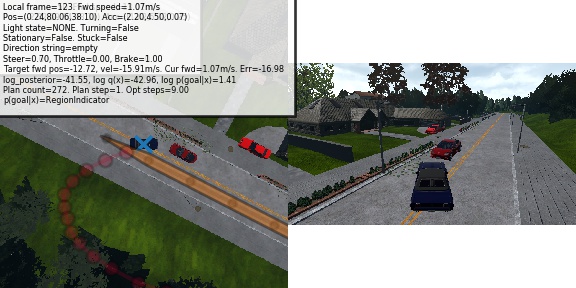 Local frame=123. Fwd speed=1.07m/s
Pos=(0.24,80.06,38.10). Acc=(2.20,4.50,0.07)
Light state=NONE. Turning=False
Stationary=False. Stuck=False
Direction string=empty
Steer=0.70, Throttle=0.00, Brake=1.00
Target fwd pos=-12.72, vel=-15.91m/s. Cur fwd=1.07m/s. Err=-16.98
log_posterior=-41.55, log q(x)=-42.96, log p(goal|x)=1.41
Plan count=272. Plan step=1. Opt steps=9.00
p(goal|x)=RegionIndicator